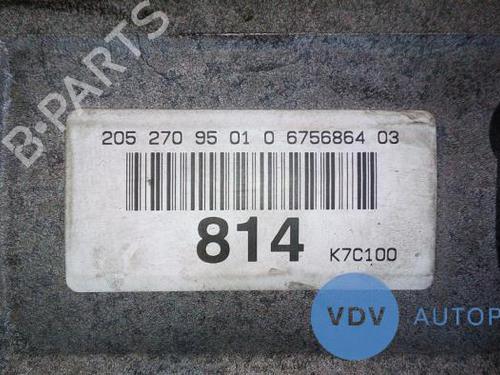 B-PARTS
205 270 95 01 0 6756864 03
814
K7C100
VDV
AUTOP